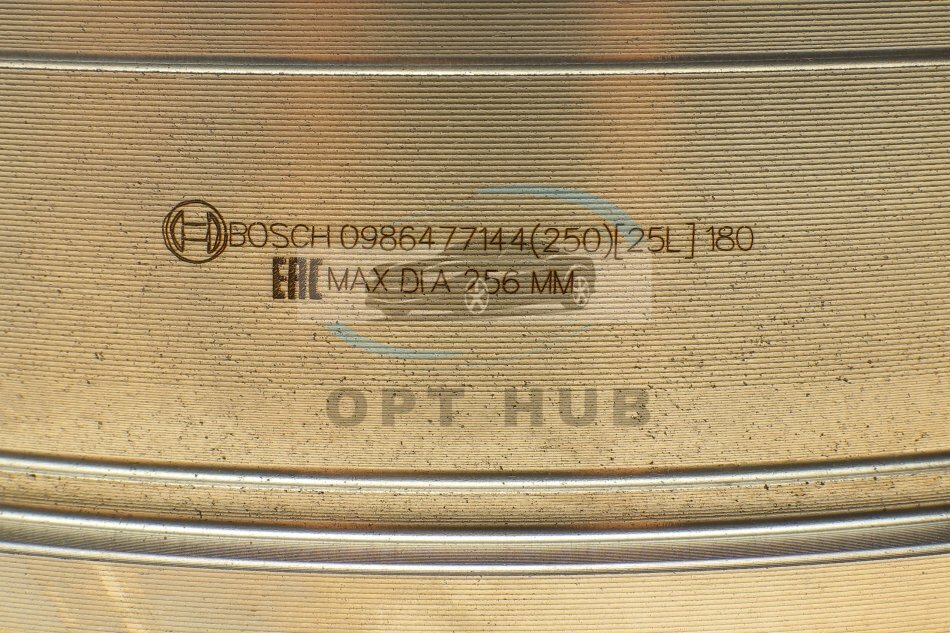 BOSCH 0986477144(250)[25L]180
EAC MAX DIA 256 MM
OPT HUB